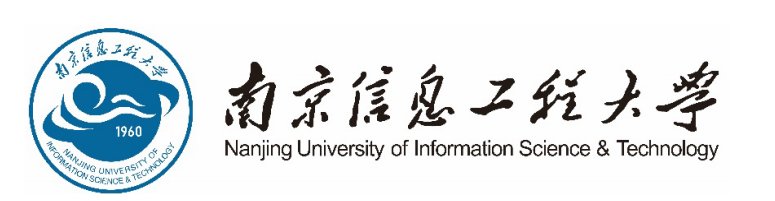 南京信息工程大学
1960
NANJING UNIVERSITY OF
INFORMATION SCIENCE & TECHNOLOGY
南京信息工程大学
Nanjing University of Information Science & Technology